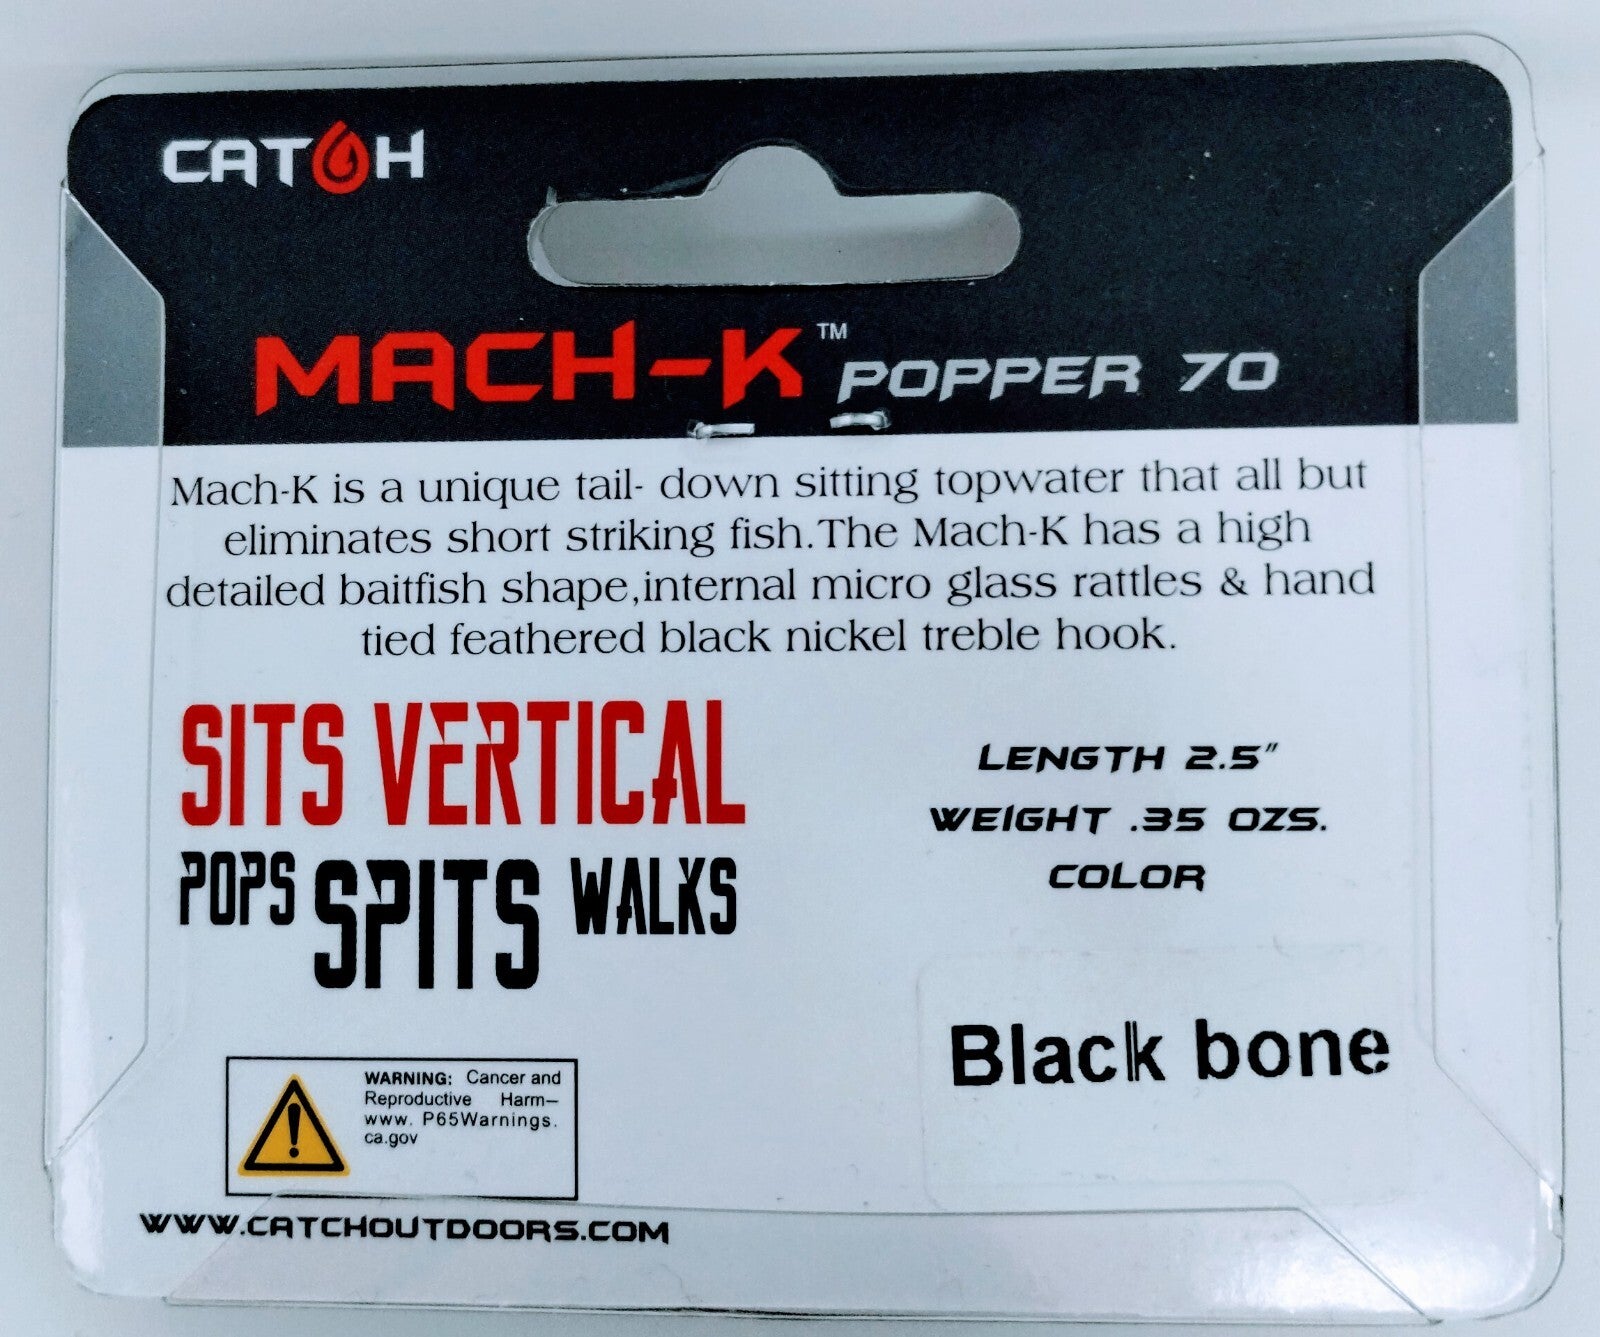 CATCH
MACH-K™ POPPER 70
Mach-K is a unique tail- down sitting topwater that all but
eliminates short striking fish.The Mach-K has a high
detailed baitfish shape,internal micro glass rattles & hand
tied feathered black nickel treble hook.
SITS VERTICAL
POPS SPITS WALKS
LENGTH 2.5"
WEIGHT .35 OZS.
COLOR
Black bone
WARNING: Cancer and
Reproductive Harm—
www. P65Warnings.
ca.gov
WWW.CATCHOUTDOORS.COM